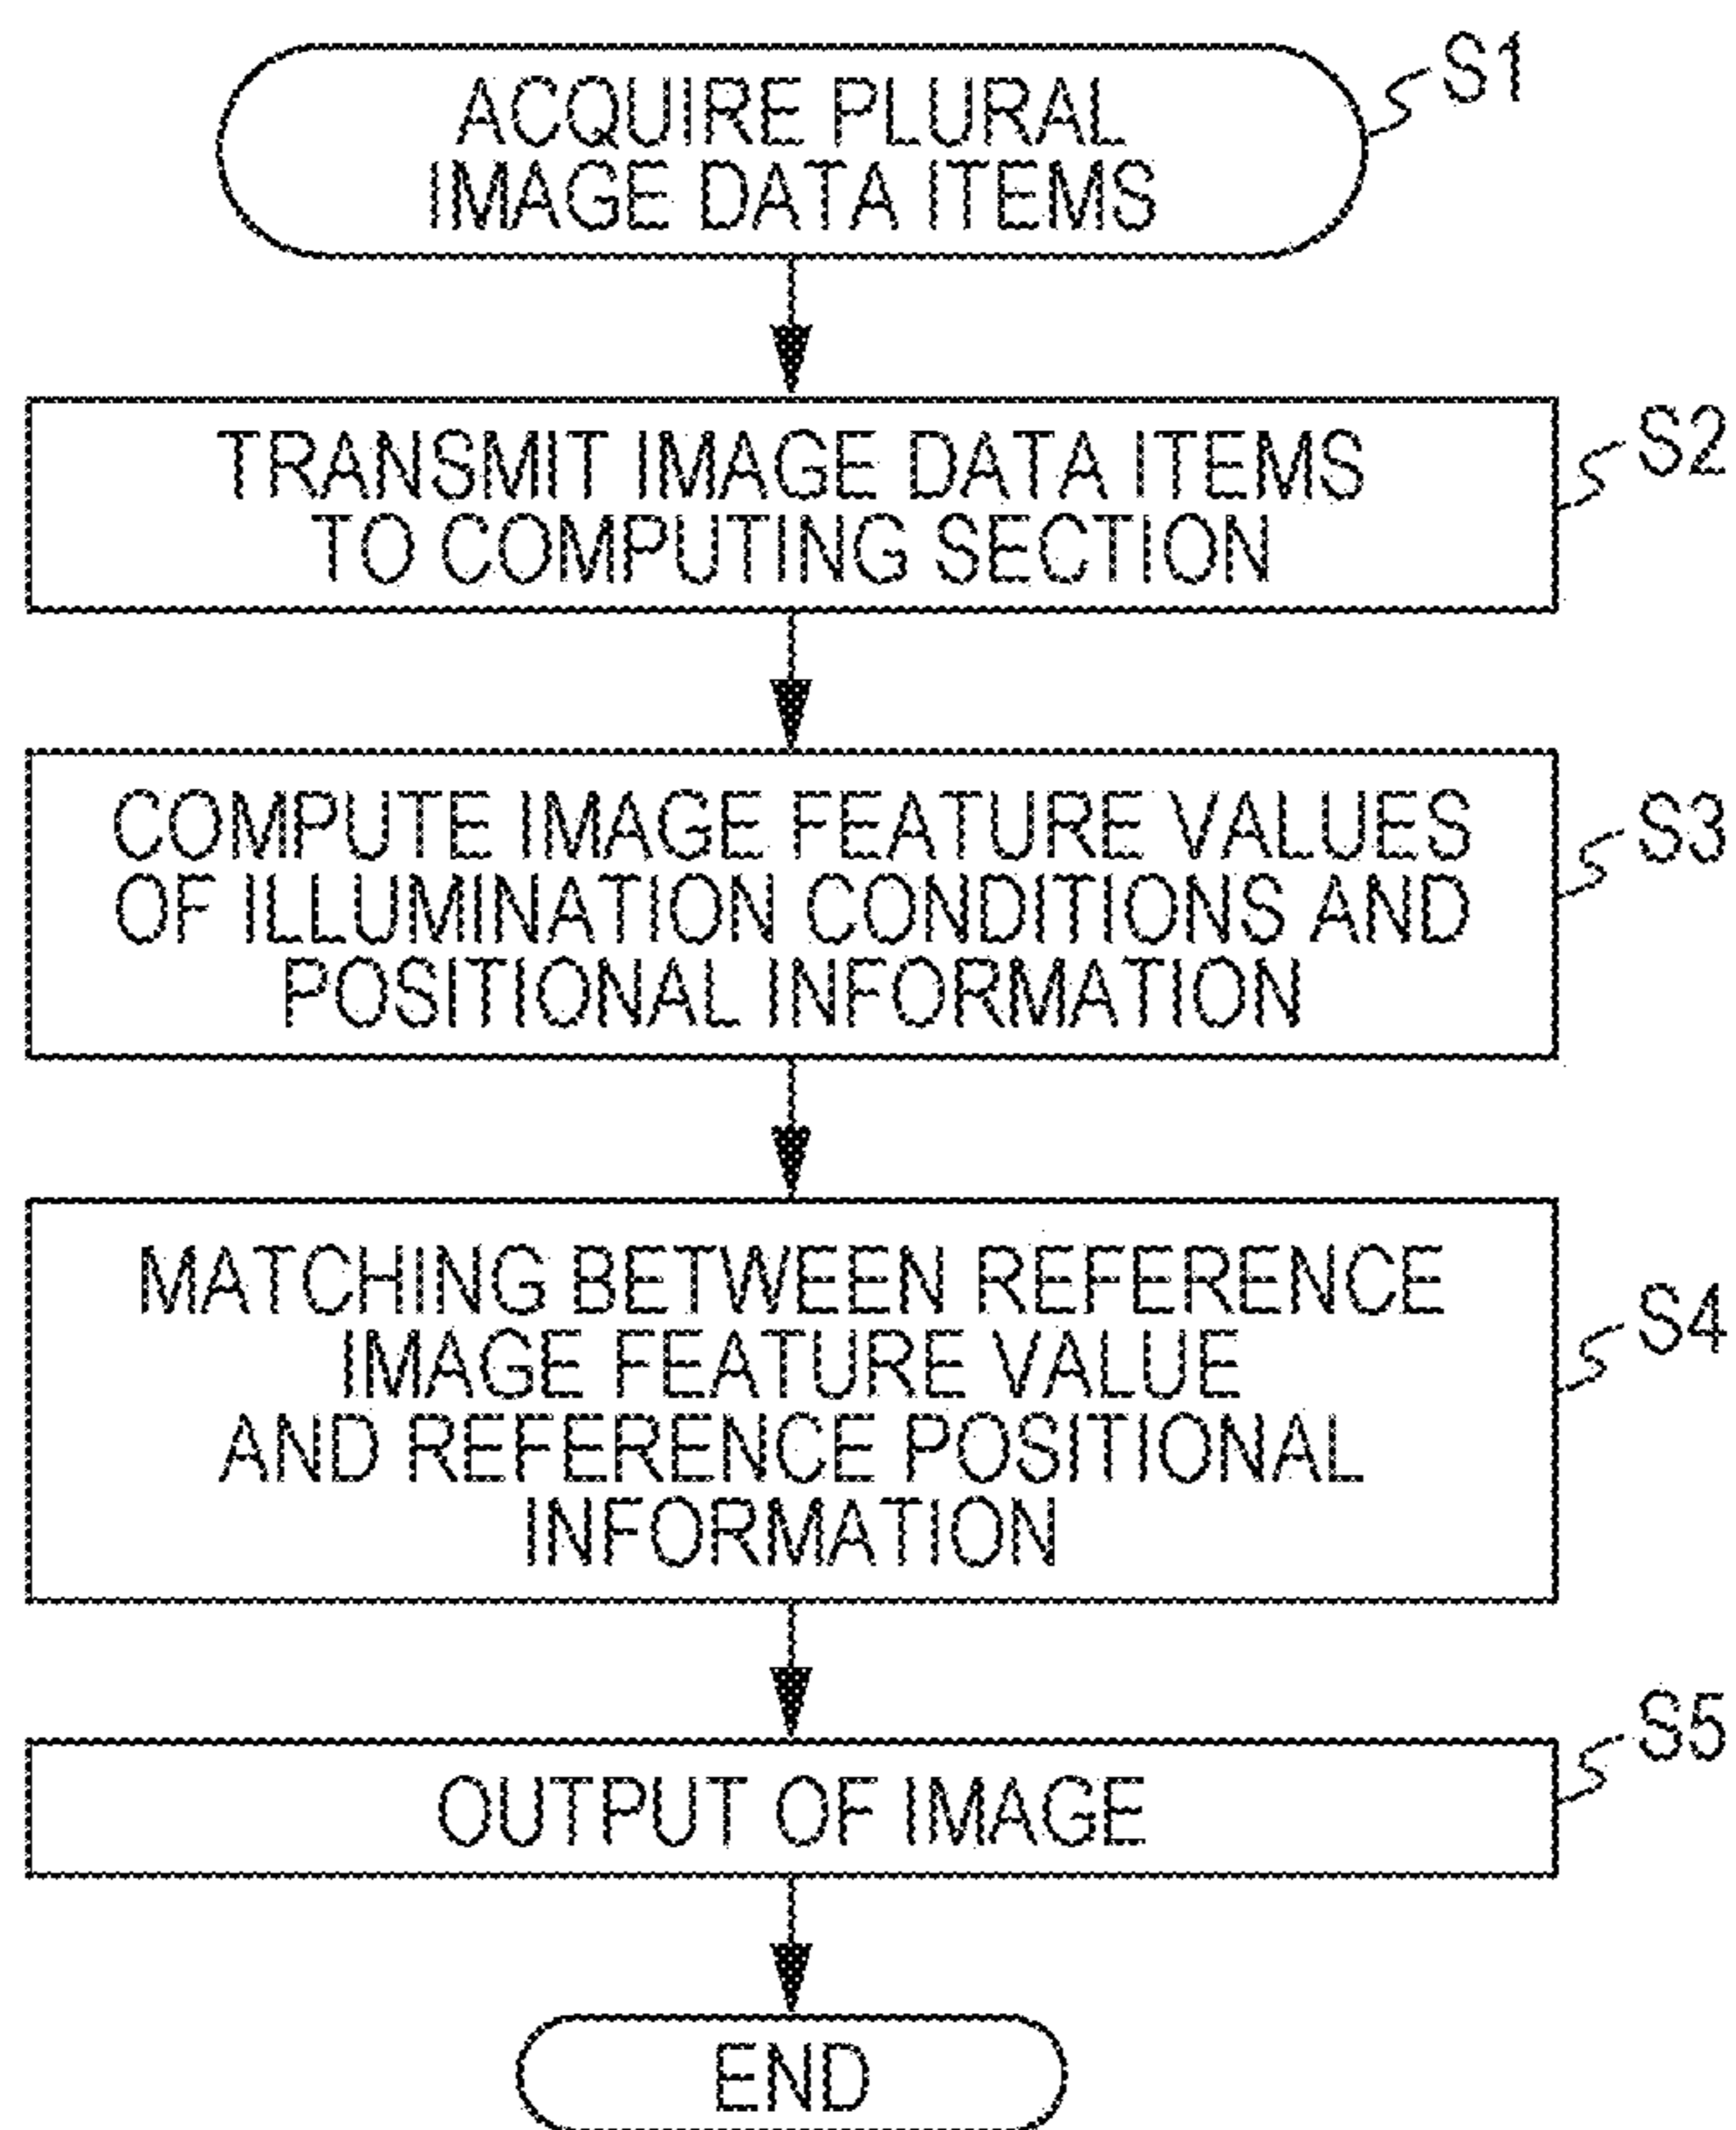 ACQUIRE PLURAL
IMAGE DATA ITEMS
S1
TRANSMIT IMAGE DATA ITEMS
TO COMPUTING SECTION
S2
COMPUTE IMAGE FEATURE VALUES
OF ILLUMINATION CONDITIONS AND
POSITIONAL INFORMATION
S3
MATCHING BETWEEN REFERENCE
IMAGE FEATURE VALUE
AND REFERENCE POSITIONAL
INFORMATION
S4
OUTPUT OF IMAGE
S5
END